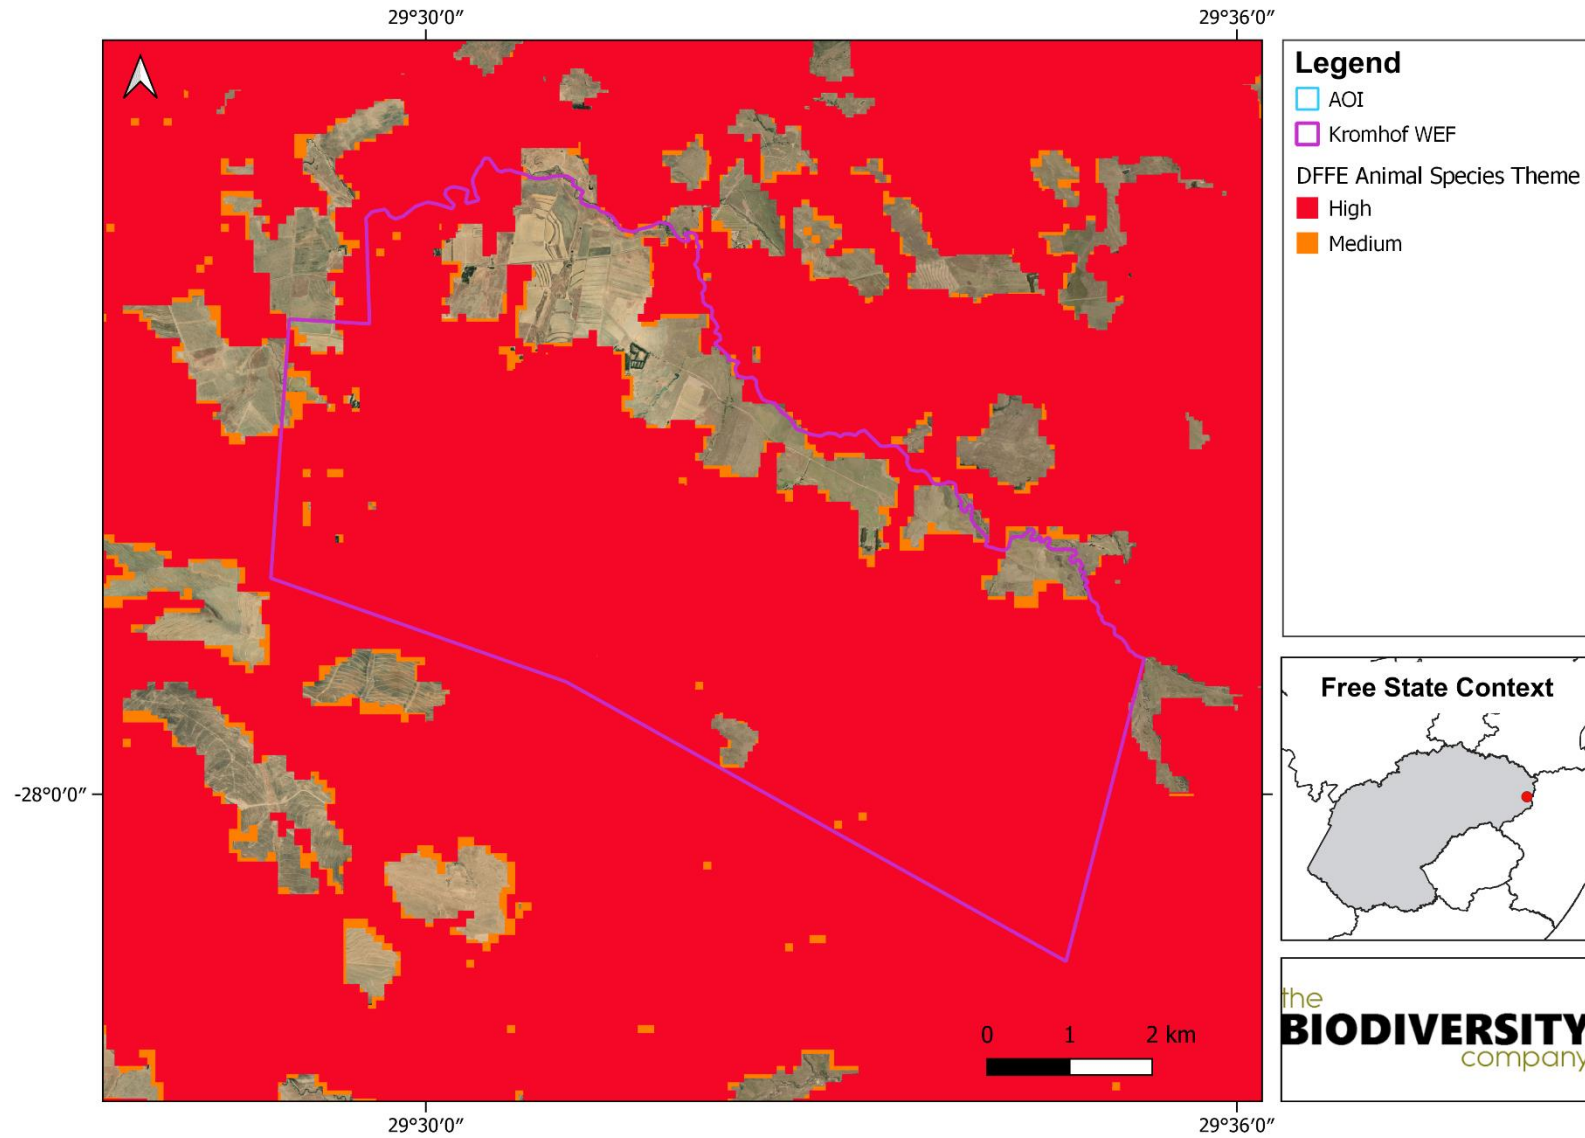 29°30′0″ 29°36′0″
Legend
AOI
Kromhof WEF
DFFE Animal Species Theme
High
Medium
Free State Context
-28°0′0″
0 1 2 km
the
BIODIVERSITY
company
29°30′0″ 29°36′0″